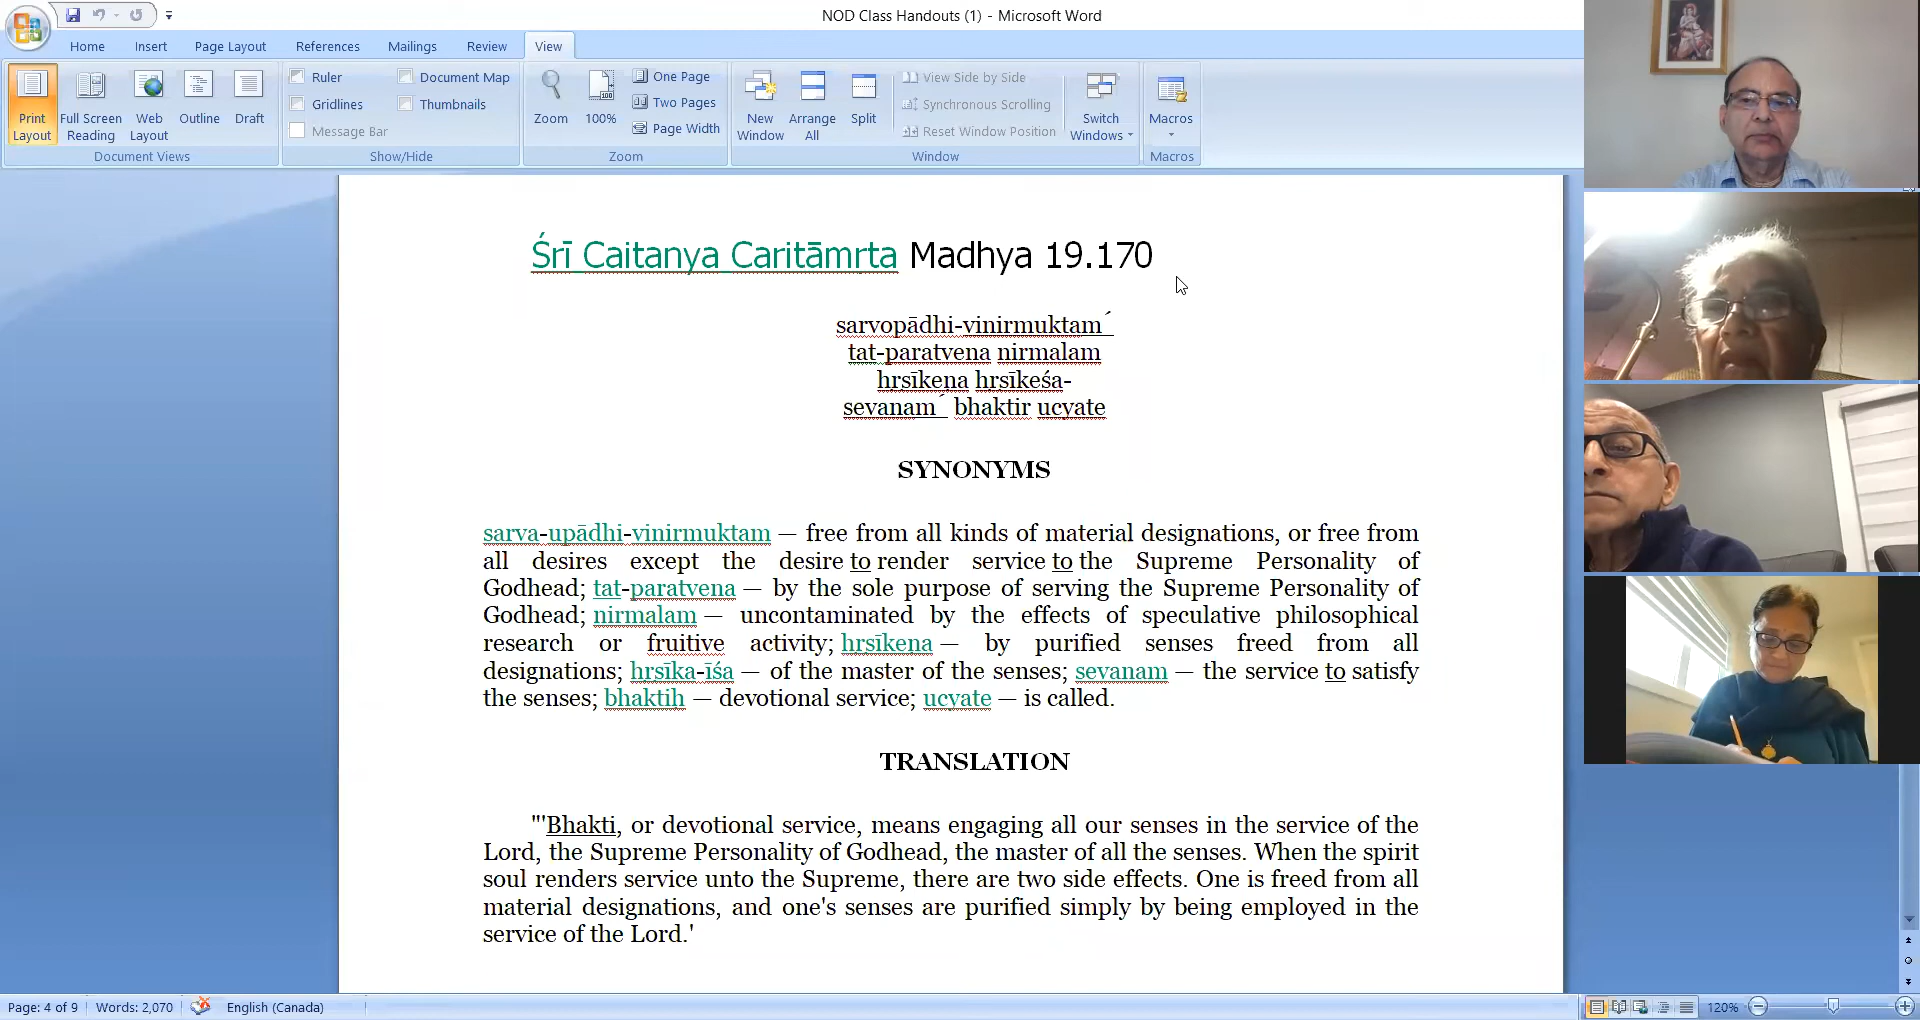 NOD Class Handouts (1) - Microsoft Word
Home Insert Page Layout References Mailings Review View
Print Layout
Full Screen Reading
Web Layout
Outline
Draft
Document Views
Ruler
Gridlines
Message Bar
Document Map
Thumbnails
Show/Hide
Zoom
100%
One Page
Two Pages
Page Width
Zoom
New Window
Arrange All
Split
View Side by Side
Synchronous Scrolling
Reset Window Position
Switch Windows
Window
Macros
Macros
Śrī Caitanya Caritāmrta Madhya 19.170
sarvopādhi-vinirmuktam´
tat-paratvena nirmalam
hrsīkena hrsīkeśa-
sevanam´ bhaktir ucyate
SYNONYMS
sarva-upādhi-vinirmuktam — free from all kinds of material designations, or free from
all desires except the desire to render service to the Supreme Personality of
Godhead; tat-paratvena — by the sole purpose of serving the Supreme Personality of
Godhead; nirmalam — uncontaminated by the effects of speculative philosophical
research or fruitive activity; hrsīkena — by purified senses freed from all
designations; hrsīka-īśa — of the master of the senses; sevanam — the service to satisfy
the senses; bhaktih — devotional service; ucyate — is called.
TRANSLATION
"'Bhakti, or devotional service, means engaging all our senses in the service of the
Lord, the Supreme Personality of Godhead, the master of all the senses. When the spirit
soul renders service unto the Supreme, there are two side effects. One is freed from all
material designations, and one's senses are purified simply by being employed in the
service of the Lord.'
Page: 4 of 9 Words: 2,070 English (Canada) 120%